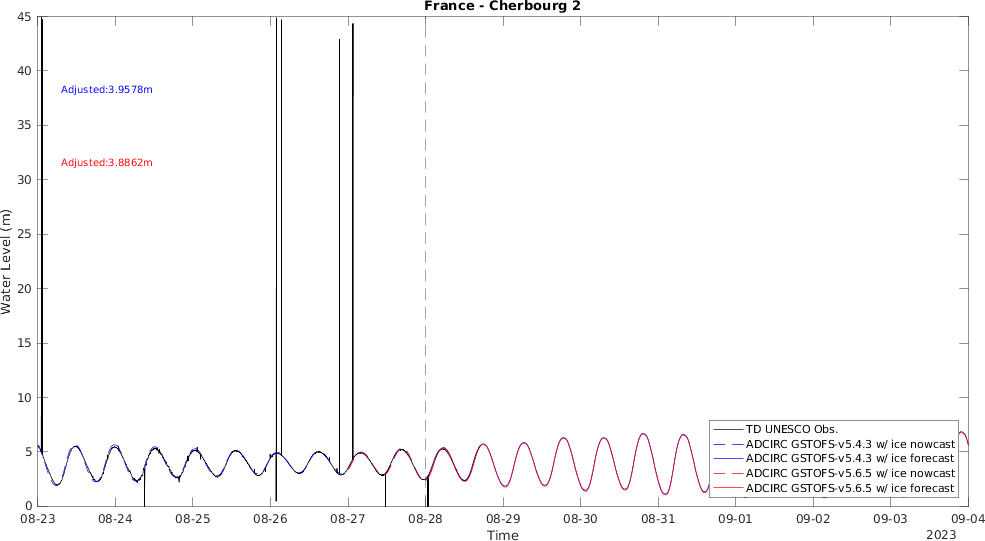 France - Cherbourg 2
45
40
35
30
25
20
15
10
5
0
Water Level (m)
Adjusted:3.9578m
Adjusted:3.8862m
TD UNESCO Obs.
ADCIRC GSTOFS-v5.4.3 w/ ice nowcast
ADCIRC GSTOFS-v5.4.3 w/ ice forecast
ADCIRC GSTOFS-v5.6.5 w/ ice nowcast
ADCIRC GSTOFS-v5.6.5 w/ ice forecast
08-23 08-24 08-25 08-26 08-27 08-28 08-29 08-30 08-31 09-01 09-02 09-03 09-04
Time
2023